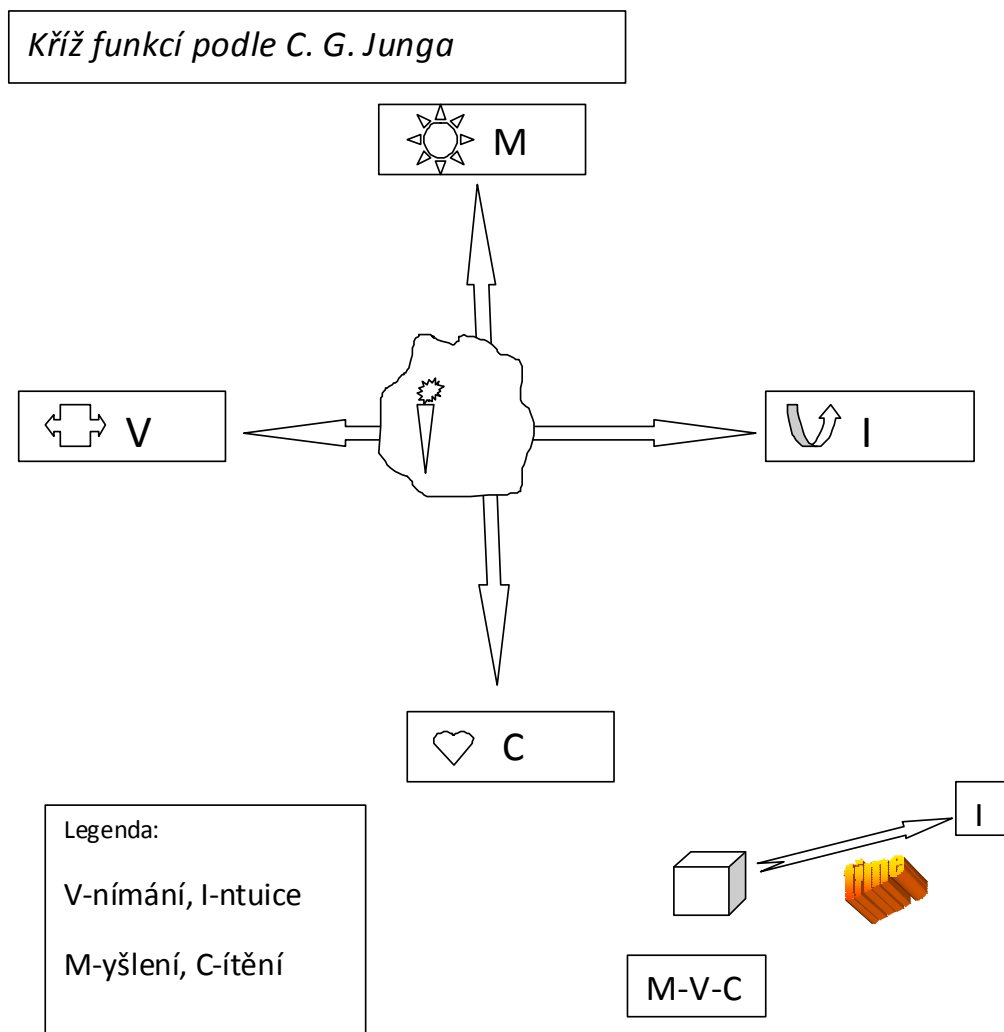 Kříž funkcí podle C. G. Junga
M
V
I
C
Legenda:
V-nímání, I-ntuice
M-yšlení, C-ítění
I
time
M-V-C